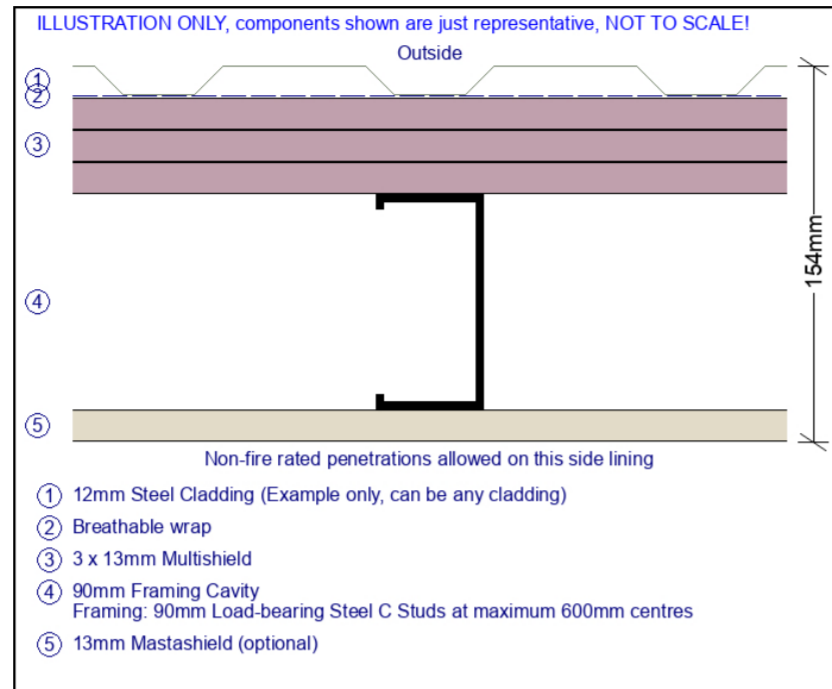 ILLUSTRATION ONLY, components shown are just representative, NOT TO SCALE!
Outside
1
2
3
4
5
154mm
Non-fire rated penetrations allowed on this side lining
1 12mm Steel Cladding (Example only, can be any cladding)
2 Breathable wrap
3 3 x 13mm Multishield
4 90mm Framing Cavity
Framing: 90mm Load-bearing Steel C Studs at maximum 600mm centres
5 13mm Mastashield (optional)